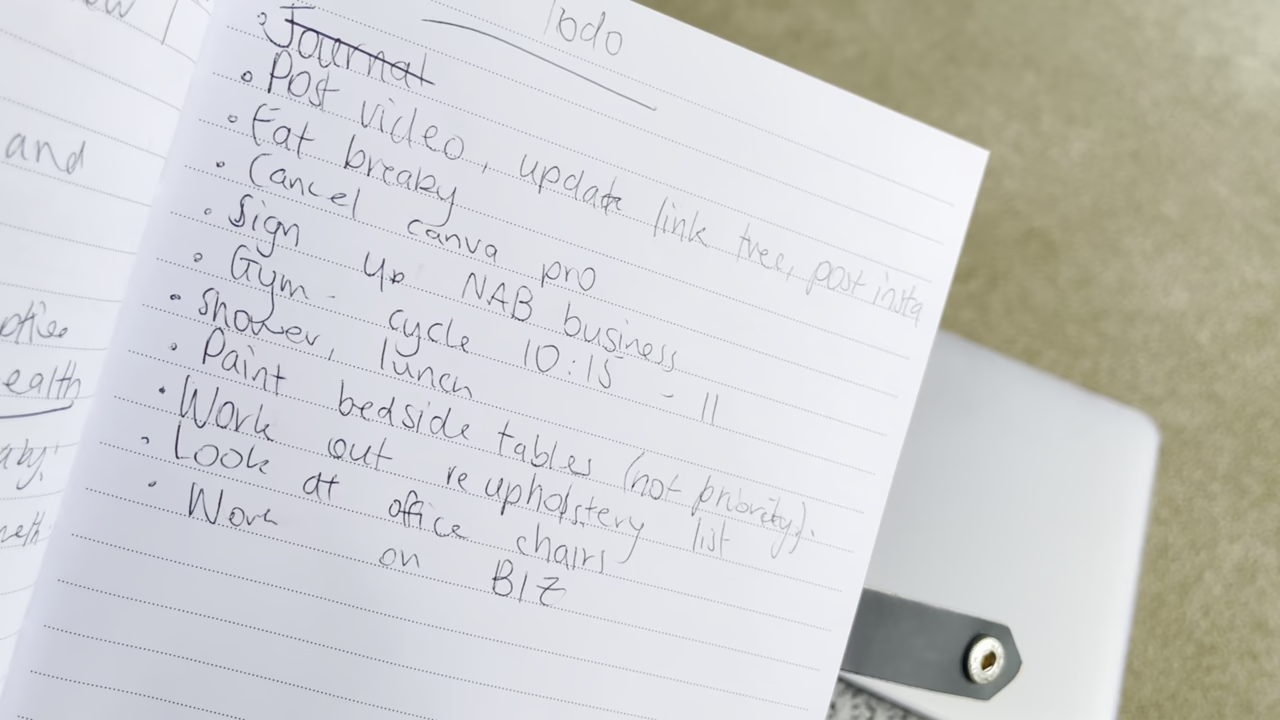 Todo
• Journal
• Post video, update link tree, post insta
• Eat breaky
• Cancel canva pro
• Sign up NAB business
• Gym - cycle 10:15 - 11
• Shower, lunch
• Paint bedside tables (not priority).
• Work out reupholstery list
• Look at office chairs
• Work on BIZ
and
ealth